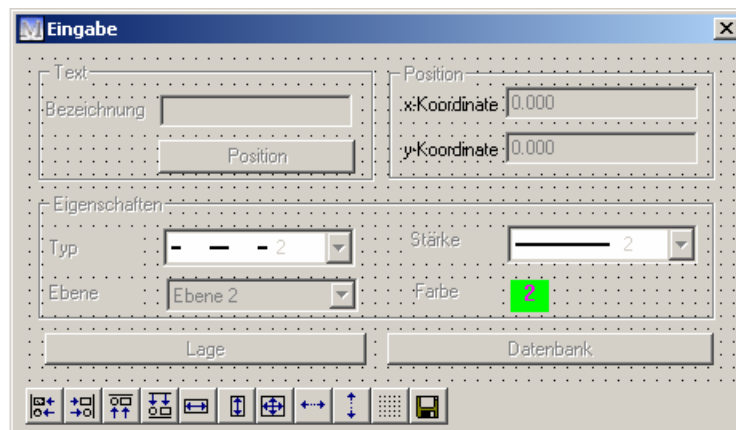 Eingabe
Text
Bezeichnung
Position
Position
x-Koordinate 0.000
y-Koordinate 0.000
Eigenschaften
Typ 2
Stärke 2
Ebene Ebene 2
Farbe 2
Lage
Datenbank